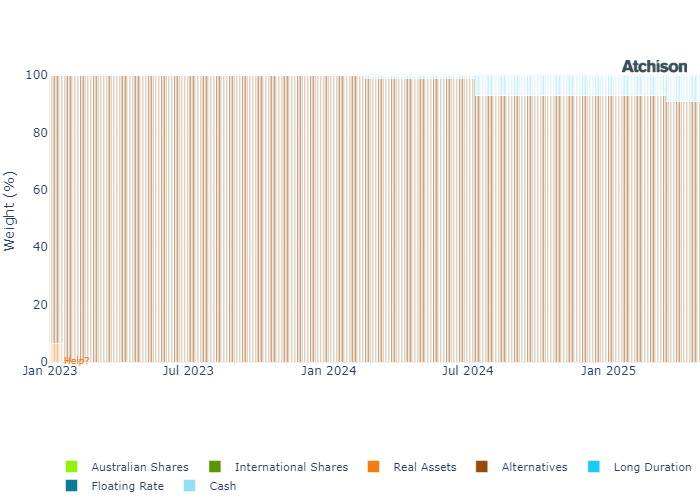 Atchison
100
80
60
40
20
0
Weight (%)
Help?
Jan 2023 Jul 2023 Jan 2024 Jul 2024 Jan 2025
Australian Shares International Shares Real Assets Alternatives Long Duration
Floating Rate Cash